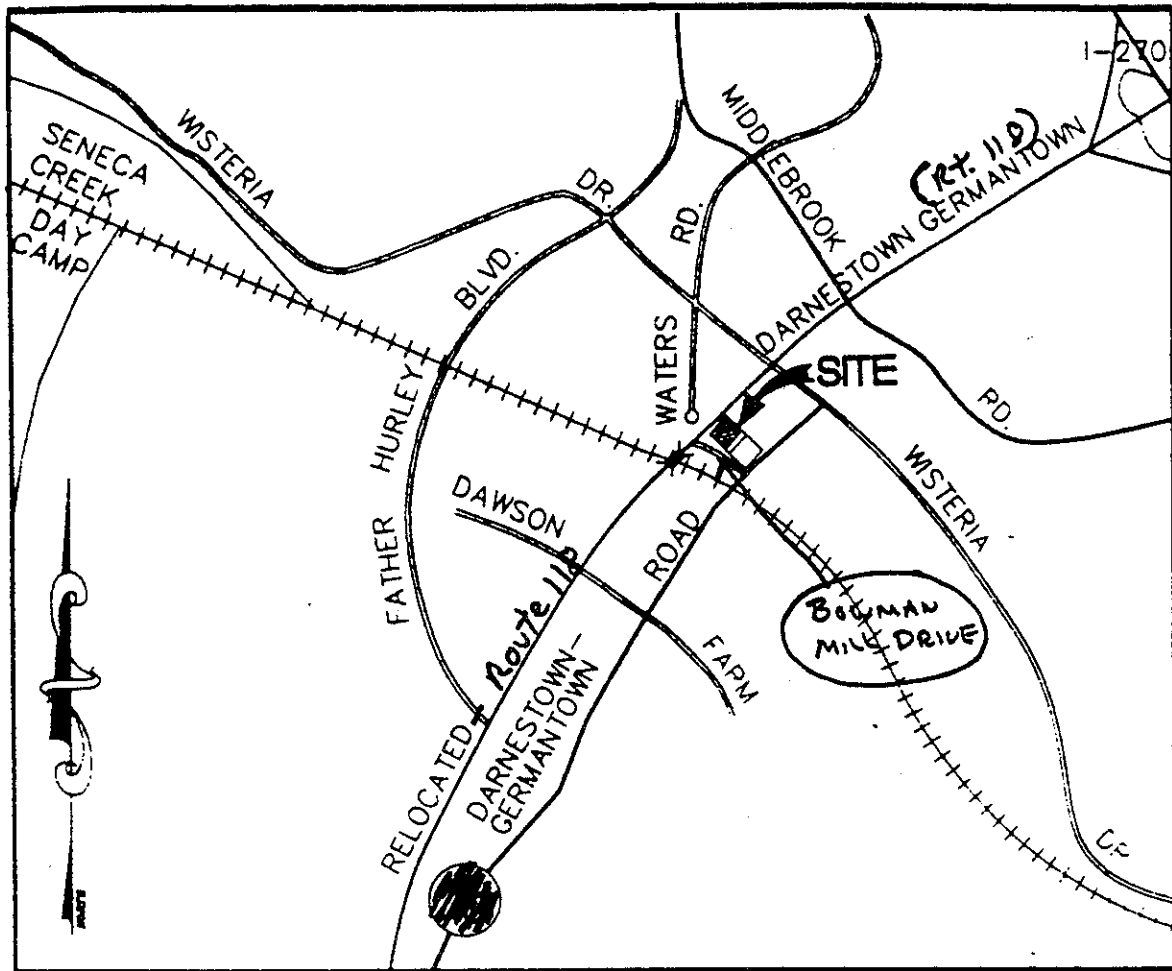 I-270
WISTERIA
DR.
MIDDLEBROOK
RD.
(Rt. 118)
DARNESTOWN GERMANTOWN
SENECA
CREEK
DAY
CAMP
BLVD.
HURLEY
FATHER
RD.
WATERS
SITE
WISTERIA
DR
DAWSON
FARM
ROAD
DARNESTOWN-
GERMANTOWN
RELOCATED
Route 118
BOWMAN
MILL DRIVE